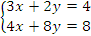 3x + 2y = 4
4x + 8y = 8